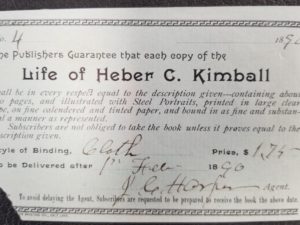 No. 4 189
The Publishers Guarantee that each copy of the
Life of Heber C. Kimball
shall be in every respect equal to the description given—containing about
pages, and illustrated with Steel Portraits, printed in large clear
type, on fine calendered and tinted paper, and bound in as fine and substan-
tial a manner as represented.
Subscribers are not obliged to take the book unless it proves equal to the
description given.
Style of Binding, Cloth Price, $ 1.75
To be Delivered after 1st 1890
Agent.
To avoid delaying the Agent, Subscribers are requested to be prepared to receive the book the above date.